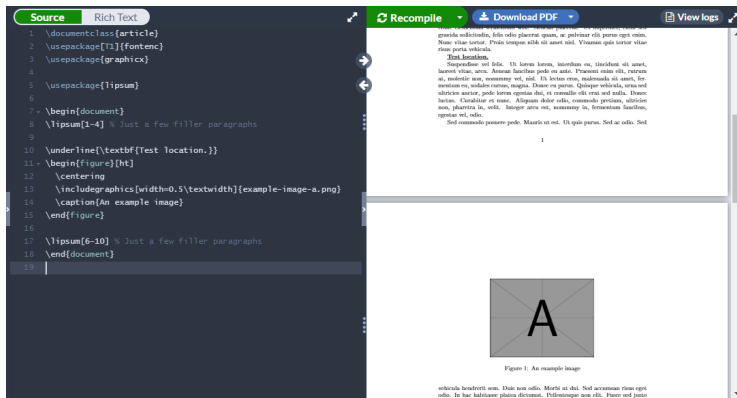 Source Rich Text
Recompile Download PDF View logs
1 \documentclass{article}
2 \usepackage[T1]{fontenc}
3 \usepackage{graphicx}
4
5 \usepackage{lipsum}
6
7 \begin{document}
8 \lipsum[1-4] % Just a few filler paragraphs
9
10 \underline{\textbf{Test location.}}
11 \begin{figure}[ht]
12 \centering
13 \includegraphics[width=0.5\textwidth]{example-image-a.png}
14 \caption{An example image}
15 \end{figure}
16
17 \lipsum[6-10] % Just a few filler paragraphs
18 \end{document}
19
gravida sollicitudin, felis odio placerat quam, ac pulvinar elit purus eget enim.
Nunc vitae tortor. Proin tempus nibh sit amet nisl. Vivamus quis tortor vitae
risus porta vehicula.
Test location.
Suspendisse vel felis. Ut lorem lorem, interdum eu, tincidunt sit amet,
laoreet vitae, arcu. Aenean faucibus pede eu ante. Praesent enim elit, rutrum
at, molestie non, nonummy vel, nisl. Ut lectus eros, malesuada sit amet, fer-
mentum eu, sodales cursus, magna. Donec eu purus. Quisque vehicula, urna sed
ultricies auctor, pede lorem egestas dui, et convallis elit erat sed nulla. Donec
luctus. Curabitur et nunc. Aliquam dolor odio, commodo pretium, ultricies
non, pharetra in, velit. Integer arcu est, nonummy in, fermentum faucibus,
egestas vel, odio.
Sed commodo posuere pede. Mauris ut est. Ut quis purus. Sed ac odio. Sed
1
A
Figure 1: An example image
vehicula hendrerit sem. Duis non odio. Morbi ut dui. Sed accumsan risus eget
odio. In hac habitasse platea dictumst. Pellentesque non elit. Fusce sed justo